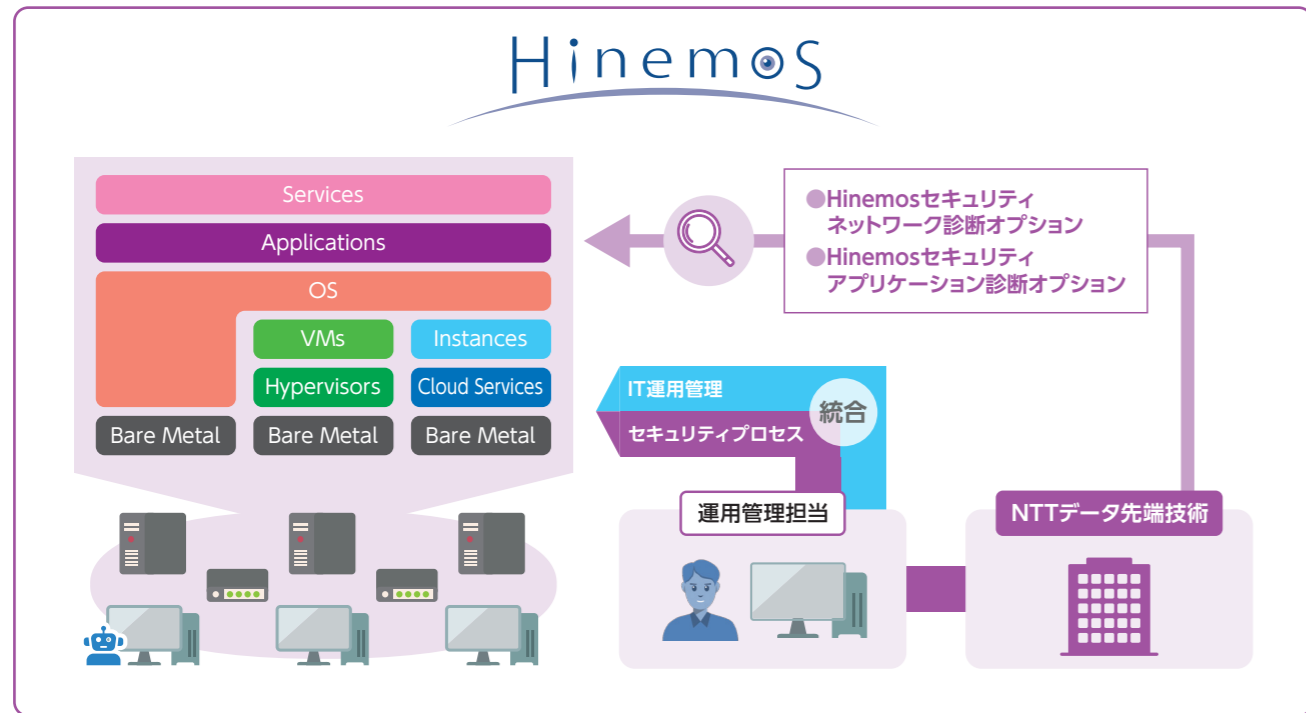 Hinemos
Services
Applications
OS
VMs
Instances
Hypervisors
Cloud Services
Bare Metal
Bare Metal
Bare Metal
●Hinemosセキュリティ
ネットワーク診断オプション
●Hinemosセキュリティ
アプリケーション診断オプション
IT運用管理
セキュリティプロセス
統合
運用管理担当
NTTデータ先端技術